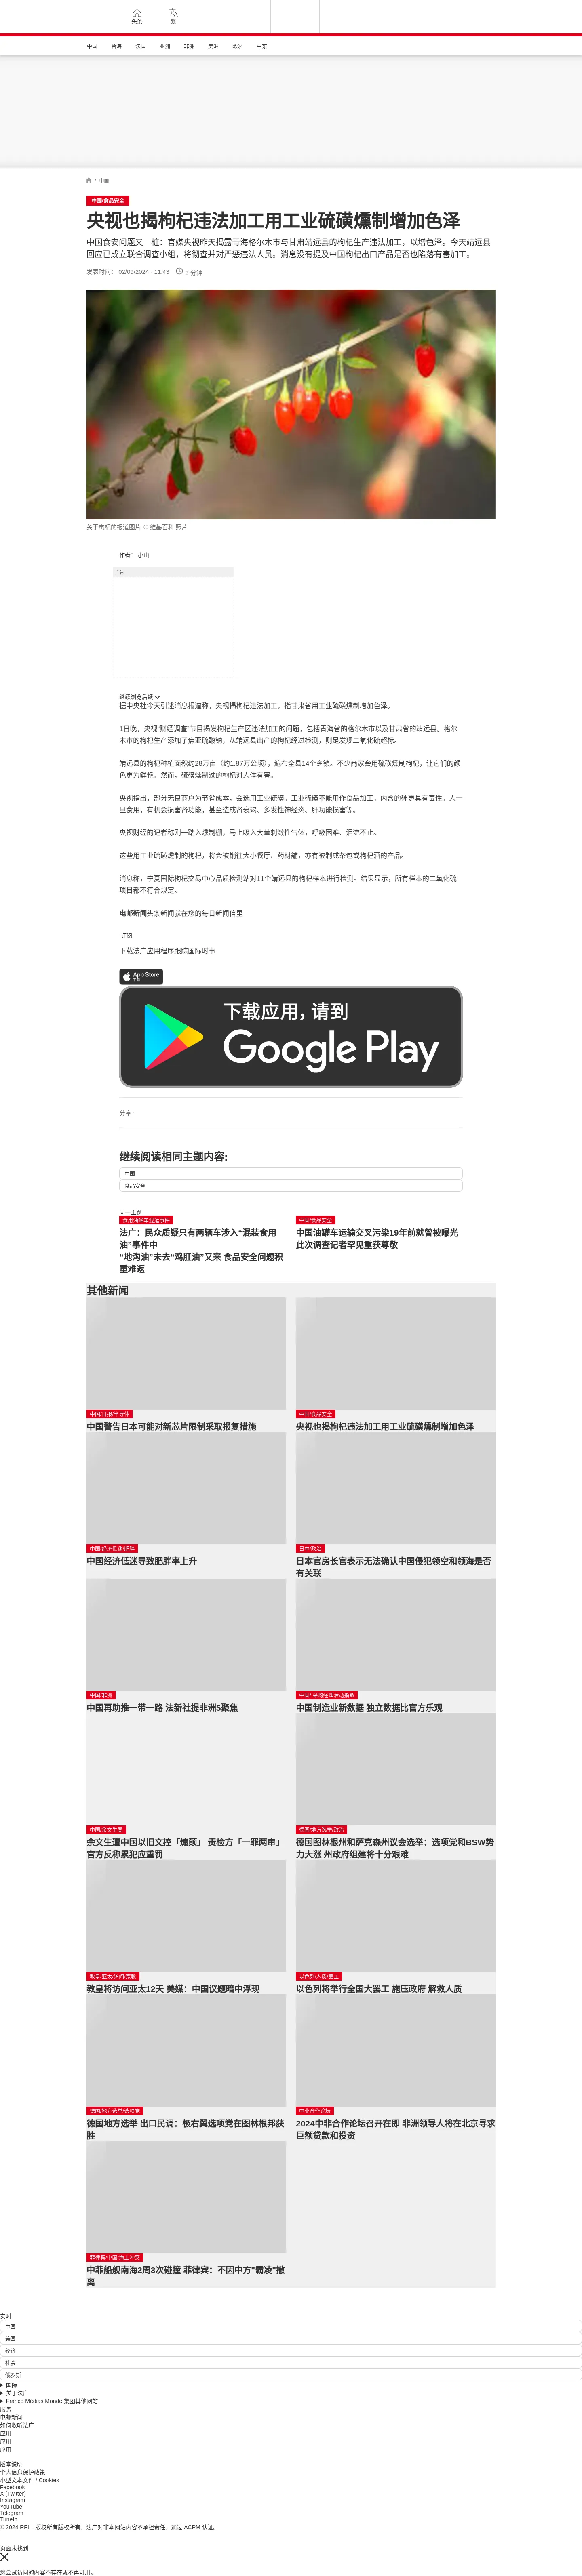 头条
繁
中国
台海
法国
亚洲
非洲
美洲
欧洲
中东
/ 中国
中国/食品安全
央视也揭枸杞违法加工用工业硫磺燻制增加色泽
中国食安问题又一桩：官媒央视昨天揭露青海格尔木市与甘肃靖远县的枸杞生产违法加工，以增色泽。今天靖远县
回应已成立联合调查小组，将彻查并对严惩违法人员。消息没有提及中国枸杞出口产品是否也陷落有害加工。
发表时间： 02/09/2024 - 11:43
3 分钟
关于枸杞的报道图片 © 维基百科 照片
作者： 小山
广告
继续浏览后续
据中央社今天引述消息报道称，央视揭枸杞违法加工，指甘肃省用工业硫磺燻制增加色泽。
1日晚，央视“财经调查”节目揭发枸杞生产区违法加工的问题，包括青海省的格尔木市以及甘肃省的靖远县。格尔
木市的枸杞生产添加了焦亚硫酸钠，从靖远县出产的枸杞经过检测，则是发现二氧化硫超标。
靖远县的枸杞种植面积约28万亩（约1.87万公顷），遍布全县14个乡镇。不少商家会用硫磺燻制枸杞，让它们的颜
色更为鲜艳。然而，硫磺燻制过的枸杞对人体有害。
央视指出，部分无良商户为节省成本，会选用工业硫磺。工业硫磺不能用作食品加工，内含的砷更具有毒性。人一
旦食用，有机会损害肾功能，甚至造成肾衰竭、多发性神经炎、肝功能损害等。
央视财经的记者称刚一踏入燻制棚，马上吸入大量刺激性气体，呼吸困难、泪流不止。
这些用工业硫磺燻制的枸杞，将会被销往大小餐厅、药材舖，亦有被制成茶包或枸杞酒的产品。
消息称，宁夏国际枸杞交易中心品质检测站对11个靖远县的枸杞样本进行检测。结果显示，所有样本的二氧化硫
项目都不符合规定。
电邮新闻头条新闻就在您的每日新闻信里
订阅
下载法广应用程序跟踪国际时事
App Store
下载
下载应用，请到
Google Play
分享 :
继续阅读相同主题内容:
中国
食品安全
同一主题
食用油罐车混运事件
法广：民众质疑只有两辆车涉入“混装食用
油”事件中
“地沟油”未去“鸡肛油”又来 食品安全问题积
重难返
中国/食品安全
中国油罐车运输交叉污染19年前就曾被曝光
此次调查记者罕见重获尊敬
其他新闻
中国/日媒/半导体
中国警告日本可能对新芯片限制采取报复措施
中国/食品安全
央视也揭枸杞违法加工用工业硫磺燻制增加色泽
中国/经济低迷/肥胖
中国经济低迷导致肥胖率上升
日中/政治
日本官房长官表示无法确认中国侵犯领空和领海是否
有关联
中国/非洲
中国再助推一带一路 法新社提非洲5聚焦
中国/ 采购经理活动指数
中国制造业新数据 独立数据比官方乐观
中国/余文生案
余文生遭中国以旧文控「煽颠」 责检方「一罪两审」
官方反称累犯应重罚
德国/地方选举/政治
德国图林根州和萨克森州议会选举：选项党和BSW势
力大涨 州政府组建将十分艰难
教皇/亚太/访问/宗教
教皇将访问亚太12天 美媒：中国议题暗中浮现
以色列/人质/罢工
以色列将举行全国大罢工 施压政府 解救人质
德国/地方选举/选项党
德国地方选举 出口民调：极右翼选项党在图林根邦获
胜
中非合作论坛
2024中非合作论坛召开在即 非洲领导人将在北京寻求
巨额贷款和投资
菲律宾/中国/海上冲突
中菲船舰南海2周3次碰撞 菲律宾：不因中方“霸凌”撤
离
实时
中国
美国
经济
社会
俄罗斯
国际
关于法广
France Médias Monde 集团其他网站
服务
电邮新闻
如何收听法广
应用
应用
应用
版本说明
个人信息保护政策
小型文本文件 / Cookies
Facebook
X (Twitter)
Instagram
YouTube
Telegram
TuneIn
© 2024 RFI – 版权所有版权所有。法广对非本网站内容不承担责任。通过 ACPM 认证。
页面未找到
您尝试访问的内容不存在或不再可用。